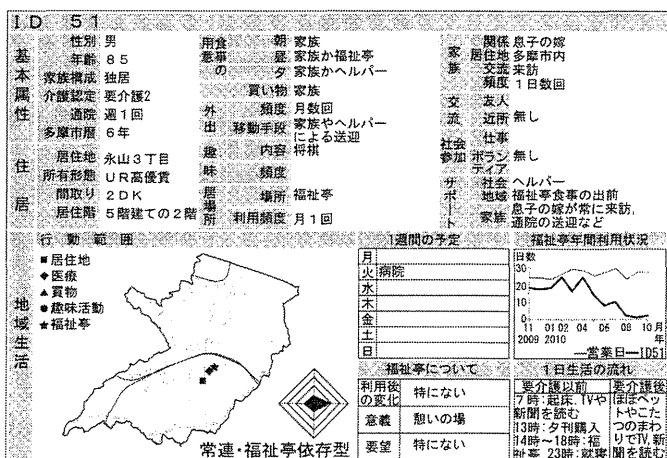 ID 51
基本属性
性別 男
年齢 85
家族構成 独居
介護認定 要介護2
通院 週1回
多摩市暦 6年
住居
居住地 永山3丁目
所有形態 UR高優賃
間取り 2DK
居住階 5階建ての2階
食事の用意
朝 家族
昼 家族か福祉亭
夕 家族かヘルパー
買い物 家族
外出
頻度 月数回
移動手段 家族やヘルパー
による送迎
趣味
内容 将棋
頻度
居場所
場所 福祉亭
利用頻度 月1回
家族
関係 息子の嫁
居住地 多摩市内
交流 来訪
頻度 1日数回
交流
友人
近所 無し
社会参加
仕事
ボランティア 無し
サポート
社会 ヘルパー
地域 福祉亭食事の出前
家族 息子の嫁が常に来訪,
通院の送迎など
地域生活
行動範囲
■居住地
◆医療
▲買物
●趣味活動
★福祉亭
常連・福祉亭依存型
1週間の予定
月
火 病院
水
木
金
土
日
福祉亭年間利用状況
日数
30
20
10
0
11 01 02 04 06 08 10 月
2009 2010 年
―営業日―ID51
福祉亭について
利用後の変化 特にない
意義 憩いの場
要望 特にない
1日生活の流れ
要介護以前
7時:起床、TVや
新聞を読む
13時:夕刊購入
14時~18時:福
祉亭 23時:就寝
要介護後
ほぼベッ
トやこた
つのまわ
りでTV,新
聞を読む